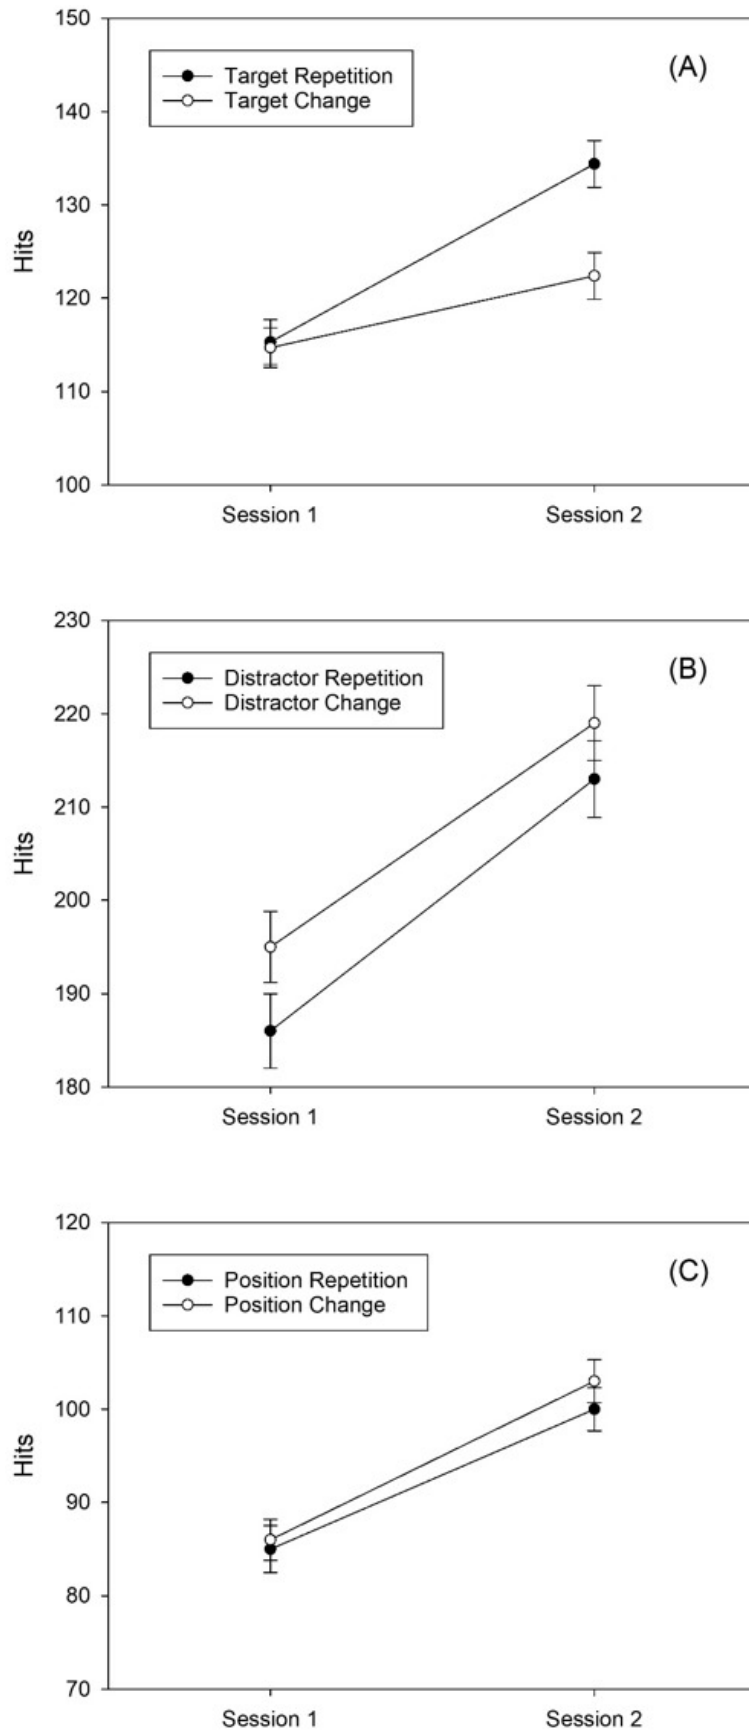 150
Target Repetition
Target Change
(A)
140
130
Hits
120
110
100
Session 1
Session 2
230
Distractor Repetition
Distractor Change
(B)
220
210
Hits
200
190
180
Session 1
Session 2
120
Position Repetition
Position Change
(C)
110
100
Hits
90
80
70
Session 1
Session 2